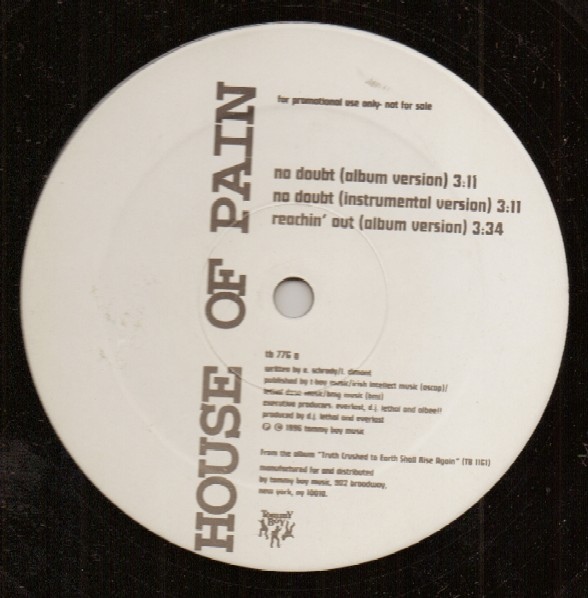 HOUSE OF PAIN
for promotional use only- not for sale
no doubt (album version) 3:11
no doubt (instrumental version) 3:11
reachin' out (album version) 3:34
tb 776
written by e. schrody/l. dimant
published by t-boy music/irish intellect music (ascap)/
music/bmg music (bmi)
executive producers. everlast, d.j. lethal and
produced by d.j. lethal and everlast
℗ © 1996 tommy boy music
From the album "Truth Crushed to Earth Shall Rise Again" (TB 1161)
manufactured for and distributed
by tommy boy music, 902 broadway,
new york, ny 10010.
Tommy
Boy